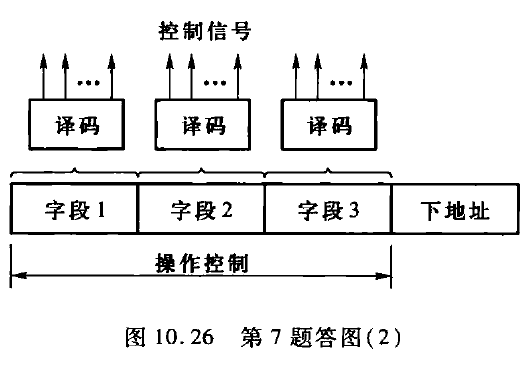 控制信号
译码 译码 译码
字段1 字段2 字段3 下地址
操作控制
图10.26 第7题答图(2)